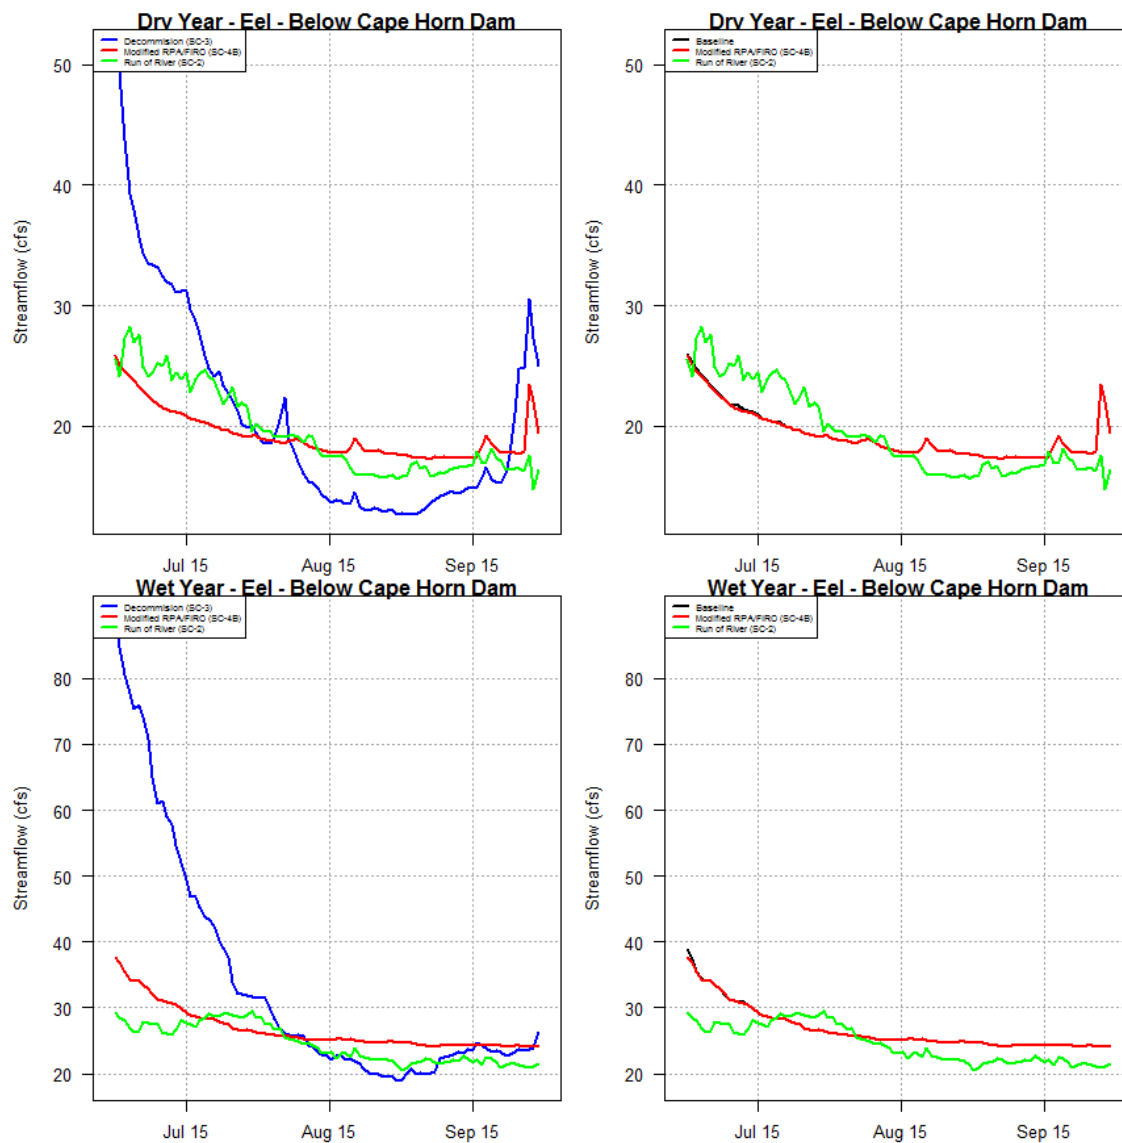 Dry Year - Eel - Below Cape Horn Dam
Decommision (SC-3)
Modified RPA/FIRO (SC-4B)
Run of River (SC-2)
50
40
30
20
Streamflow (cfs)
Jul 15
Aug 15
Sep 15
Dry Year - Eel - Below Cape Horn Dam
Baseline
Modified RPA/FIRO (SC-4B)
Run of River (SC-2)
50
40
30
20
Streamflow (cfs)
Jul 15
Aug 15
Sep 15
Wet Year - Eel - Below Cape Horn Dam
Decommision (SC-3)
Modified RPA/FIRO (SC-4B)
Run of River (SC-2)
80
70
60
50
40
30
20
Streamflow (cfs)
Jul 15
Aug 15
Sep 15
Wet Year - Eel - Below Cape Horn Dam
Baseline
Modified RPA/FIRO (SC-4B)
Run of River (SC-2)
80
70
60
50
40
30
20
Streamflow (cfs)
Jul 15
Aug 15
Sep 15